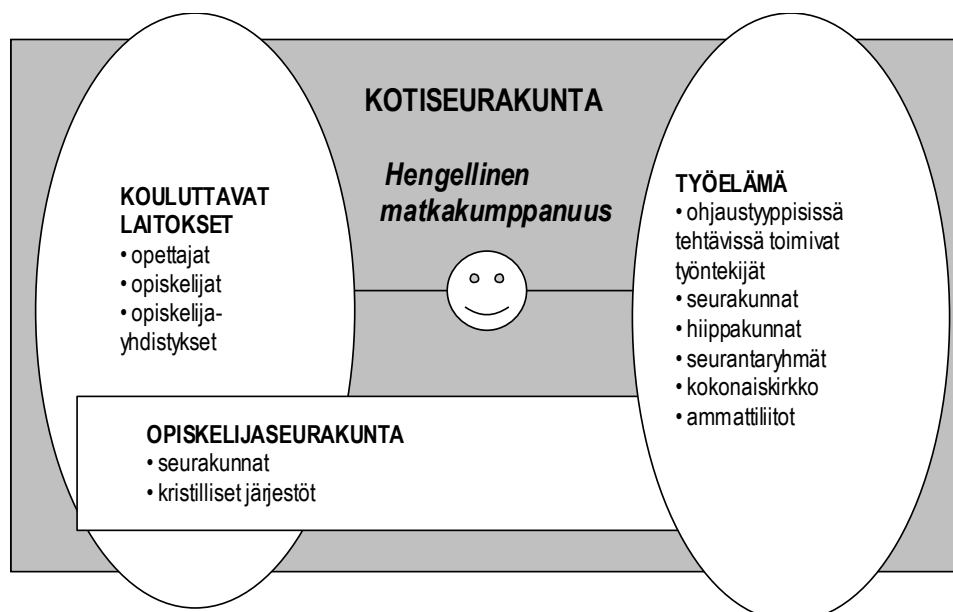 KOTISEURAKUNTA
Hengellinen
matkakumppanuus
KOULUTTAVAT
LAITOKSET
• opettajat
• opiskelijat
• opiskelija-
yhdistykset
TYÖELÄMÄ
• ohjaustyyppisissä
tehtävissä toimivat
työntekijät
• seurakunnat
• hiippakunnat
• seurantaryhmät
• kokonaiskirkko
• ammattiliitot
OPISKELIJASEURAKUNTA
• seurakunnat
• kristilliset järjestöt